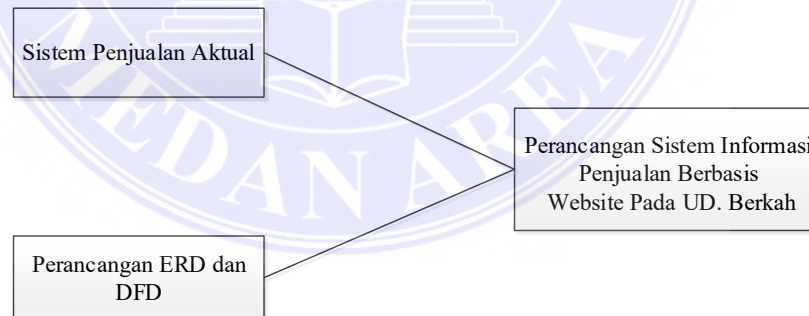 Sistem Penjualan Aktual
MEDAN AREA
Perancangan Sistem Informasi
Penjualan Berbasis
Website Pada UD. Berkah
Perancangan ERD dan
DFD